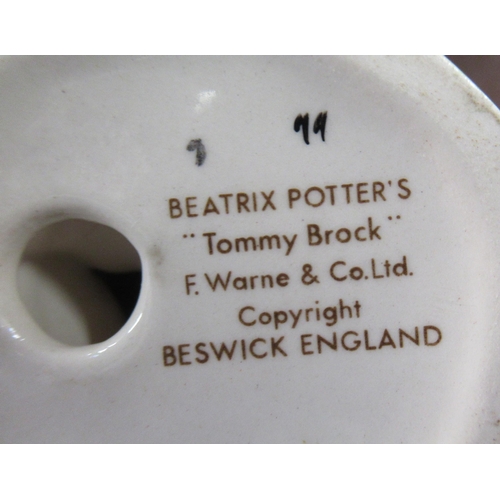 BEATRIX POTTER'S
"Tommy Brock"
F. Warne & Co.Ltd.
Copyright
BESWICK ENGLAND